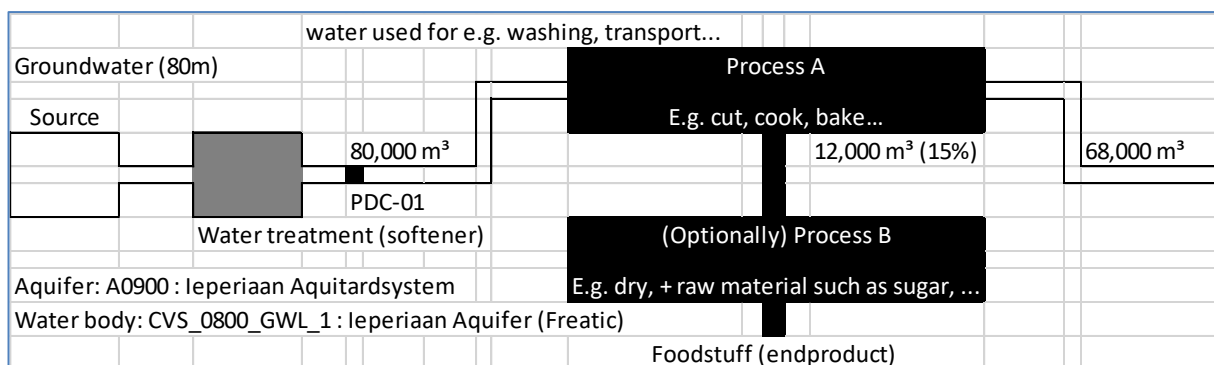 water used for e.g. washing, transport...
Groundwater (80m)
Process A
Source
E.g. cut, cook, bake...
80,000 m³
12,000 m³ (15%)
68,000 m³
PDC-01
Water treatment (softener)
(Optionally) Process B
Aquifer: A0900 : Ieperiaan Aquitardsystem
E.g. dry, + raw material such as sugar, ...
Water body: CVS_0800_GWL_1 : Ieperiaan Aquifer (Freatic)
Foodstuff (endproduct)